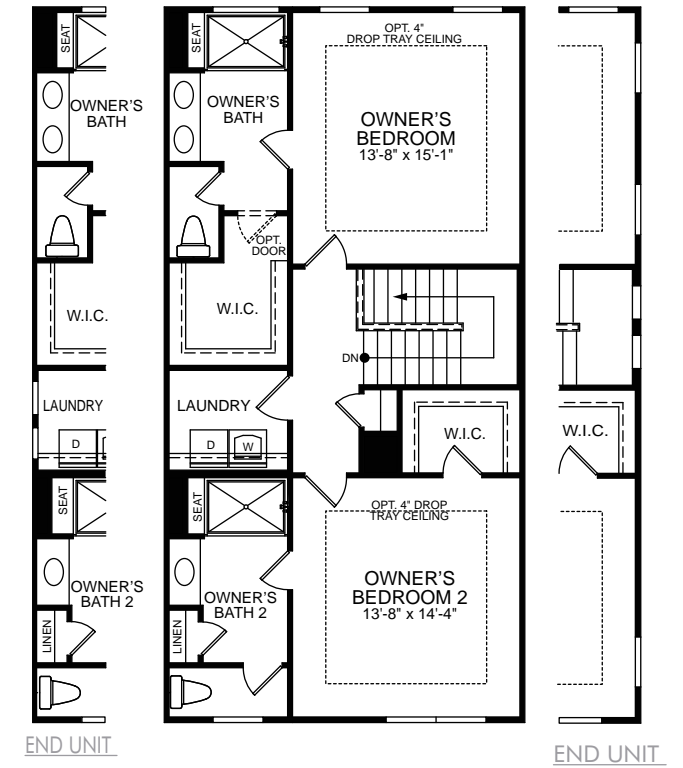 SEAT
OWNER'S
BATH
W.I.C.
LAUNDRY
D
SEAT
OWNER'S
BATH 2
LINEN
END UNIT
SEAT
OWNER'S
BATH
OPT.
DOOR
W.I.C.
LAUNDRY
D
W
SEAT
OWNER'S
BATH 2
LINEN
OPT. 4"
DROP TRAY CEILING
OWNER'S
BEDROOM
13'-8" x 15'-1"
DN
W.I.C.
OPT. 4" DROP
TRAY CEILING
OWNER'S
BEDROOM 2
13'-8" x 14'-4"
W.I.C.
END UNIT